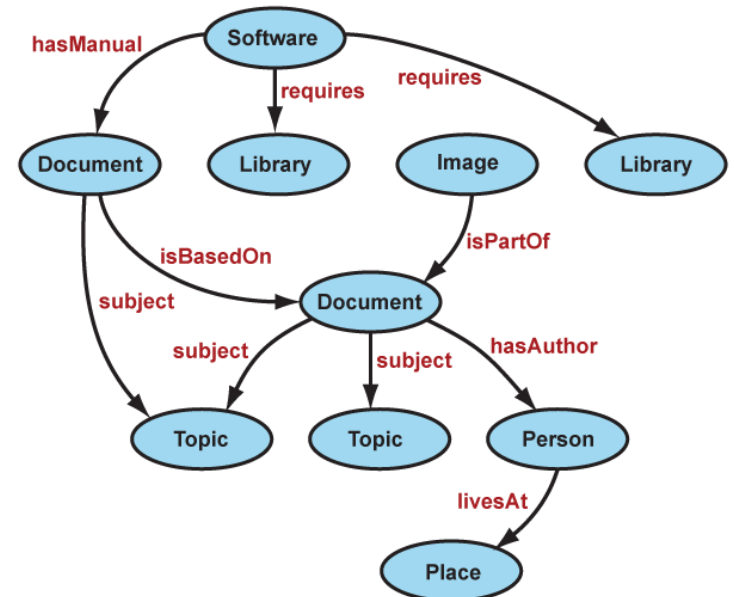 Software
hasManual
requires
requires
Document
Library
Image
Library
isBasedOn
isPartOf
subject
Document
subject
subject
hasAuthor
Topic
Topic
Person
livesAt
Place